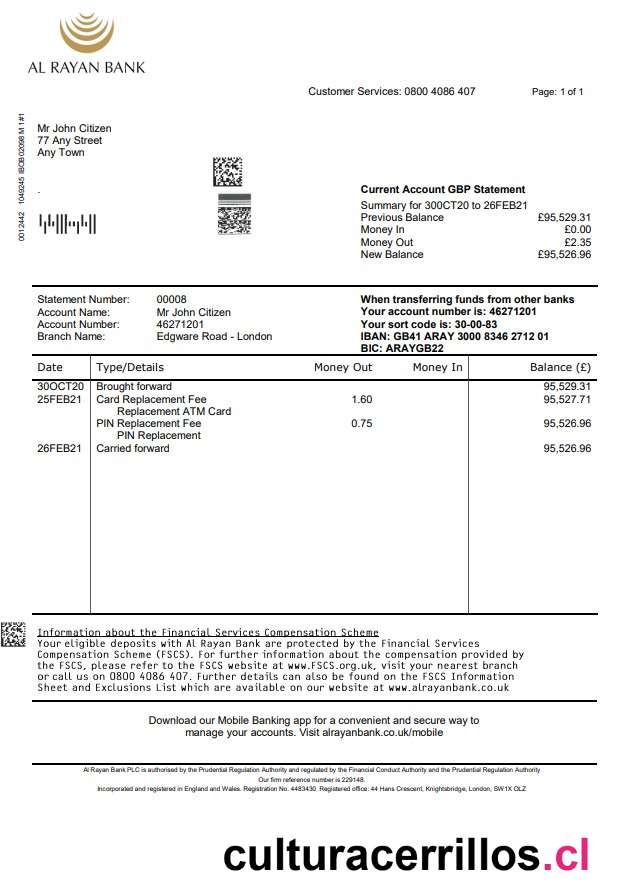 AL RAYAN BANK
Customer Services: 0800 4086 407 Page: 1 of 1
0012442 1049245 IBOB02098 M 1#1
Mr John Citizen
77 Any Street
Any Town
.
Current Account GBP Statement
Summary for 30OCT20 to 26FEB21
Previous Balance £95,529.31
Money In £0.00
Money Out £2.35
New Balance £95,526.96
Statement Number: 00008
Account Name: Mr John Citizen
Account Number: 46271201
Branch Name: Edgware Road - London
When transferring funds from other banks
Your account number is: 46271201
Your sort code is: 30-00-83
IBAN: GB41 ARAY 3000 8346 2712 01
BIC: ARAYGB22
Date Type/Details Money Out Money In Balance (£)
30OCT20 Brought forward 95,529.31
25FEB21 Card Replacement Fee 1.60 95,527.71
Replacement ATM Card
PIN Replacement Fee 0.75 95,526.96
PIN Replacement
26FEB21 Carried forward 95,526.96
Information about the Financial Services Compensation Scheme
Your eligible deposits with Al Rayan Bank are protected by the Financial Services
Compensation Scheme (FSCS). For further information about the compensation provided by
the FSCS, please refer to the FSCS website at www.FSCS.org.uk, visit your nearest branch
or call us on 0800 4086 407. Further details can also be found on the FSCS Information
Sheet and Exclusions List which are available on our website at www.alrayanbank.co.uk
Download our Mobile Banking app for a convenient and secure way to
manage your accounts. Visit alrayanbank.co.uk/mobile
Al Rayan Bank PLC is authorised by the Prudential Regulation Authority and regulated by the Financial Conduct Authority and the Prudential Regulation Authority
Our firm reference number is 229148.
Incorporated and registered in England and Wales. Registration No. 4483430. Registered office: 44 Hans Crescent, Knightsbridge, London, SW1X OLZ
culturacerrillos.cl